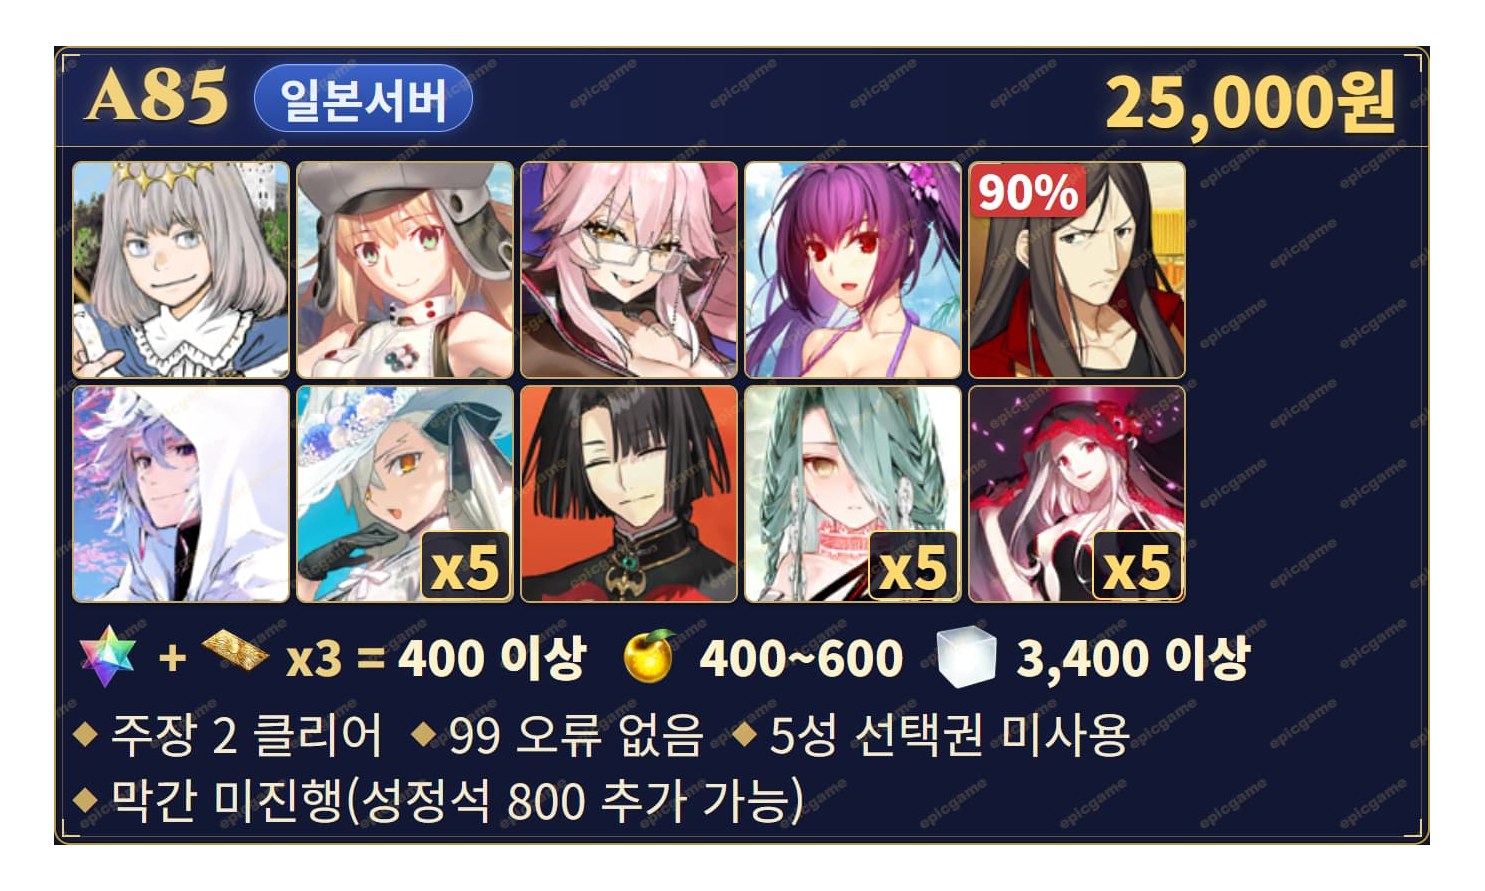 A85 일본서버 25,000원
90%
x5 x5 x5
+ x3 = 400 이상 400~600 3,400 이상
◆ 주장 2 클리어 ◆ 99 오류 없음 ◆ 5성 선택권 미사용
◆ 막간 미진행(성정석 800 추가 가능)
epicgame